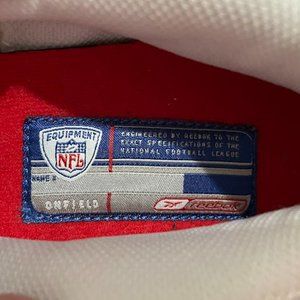 EQUIPMENT
NFL
ENGINEERED BY REEBOK TO THE
EXACT SPECIFICATIONS OF THE
NATIONAL FOOTBALL LEAGUE
NAME #
ONFIELD
Reebok